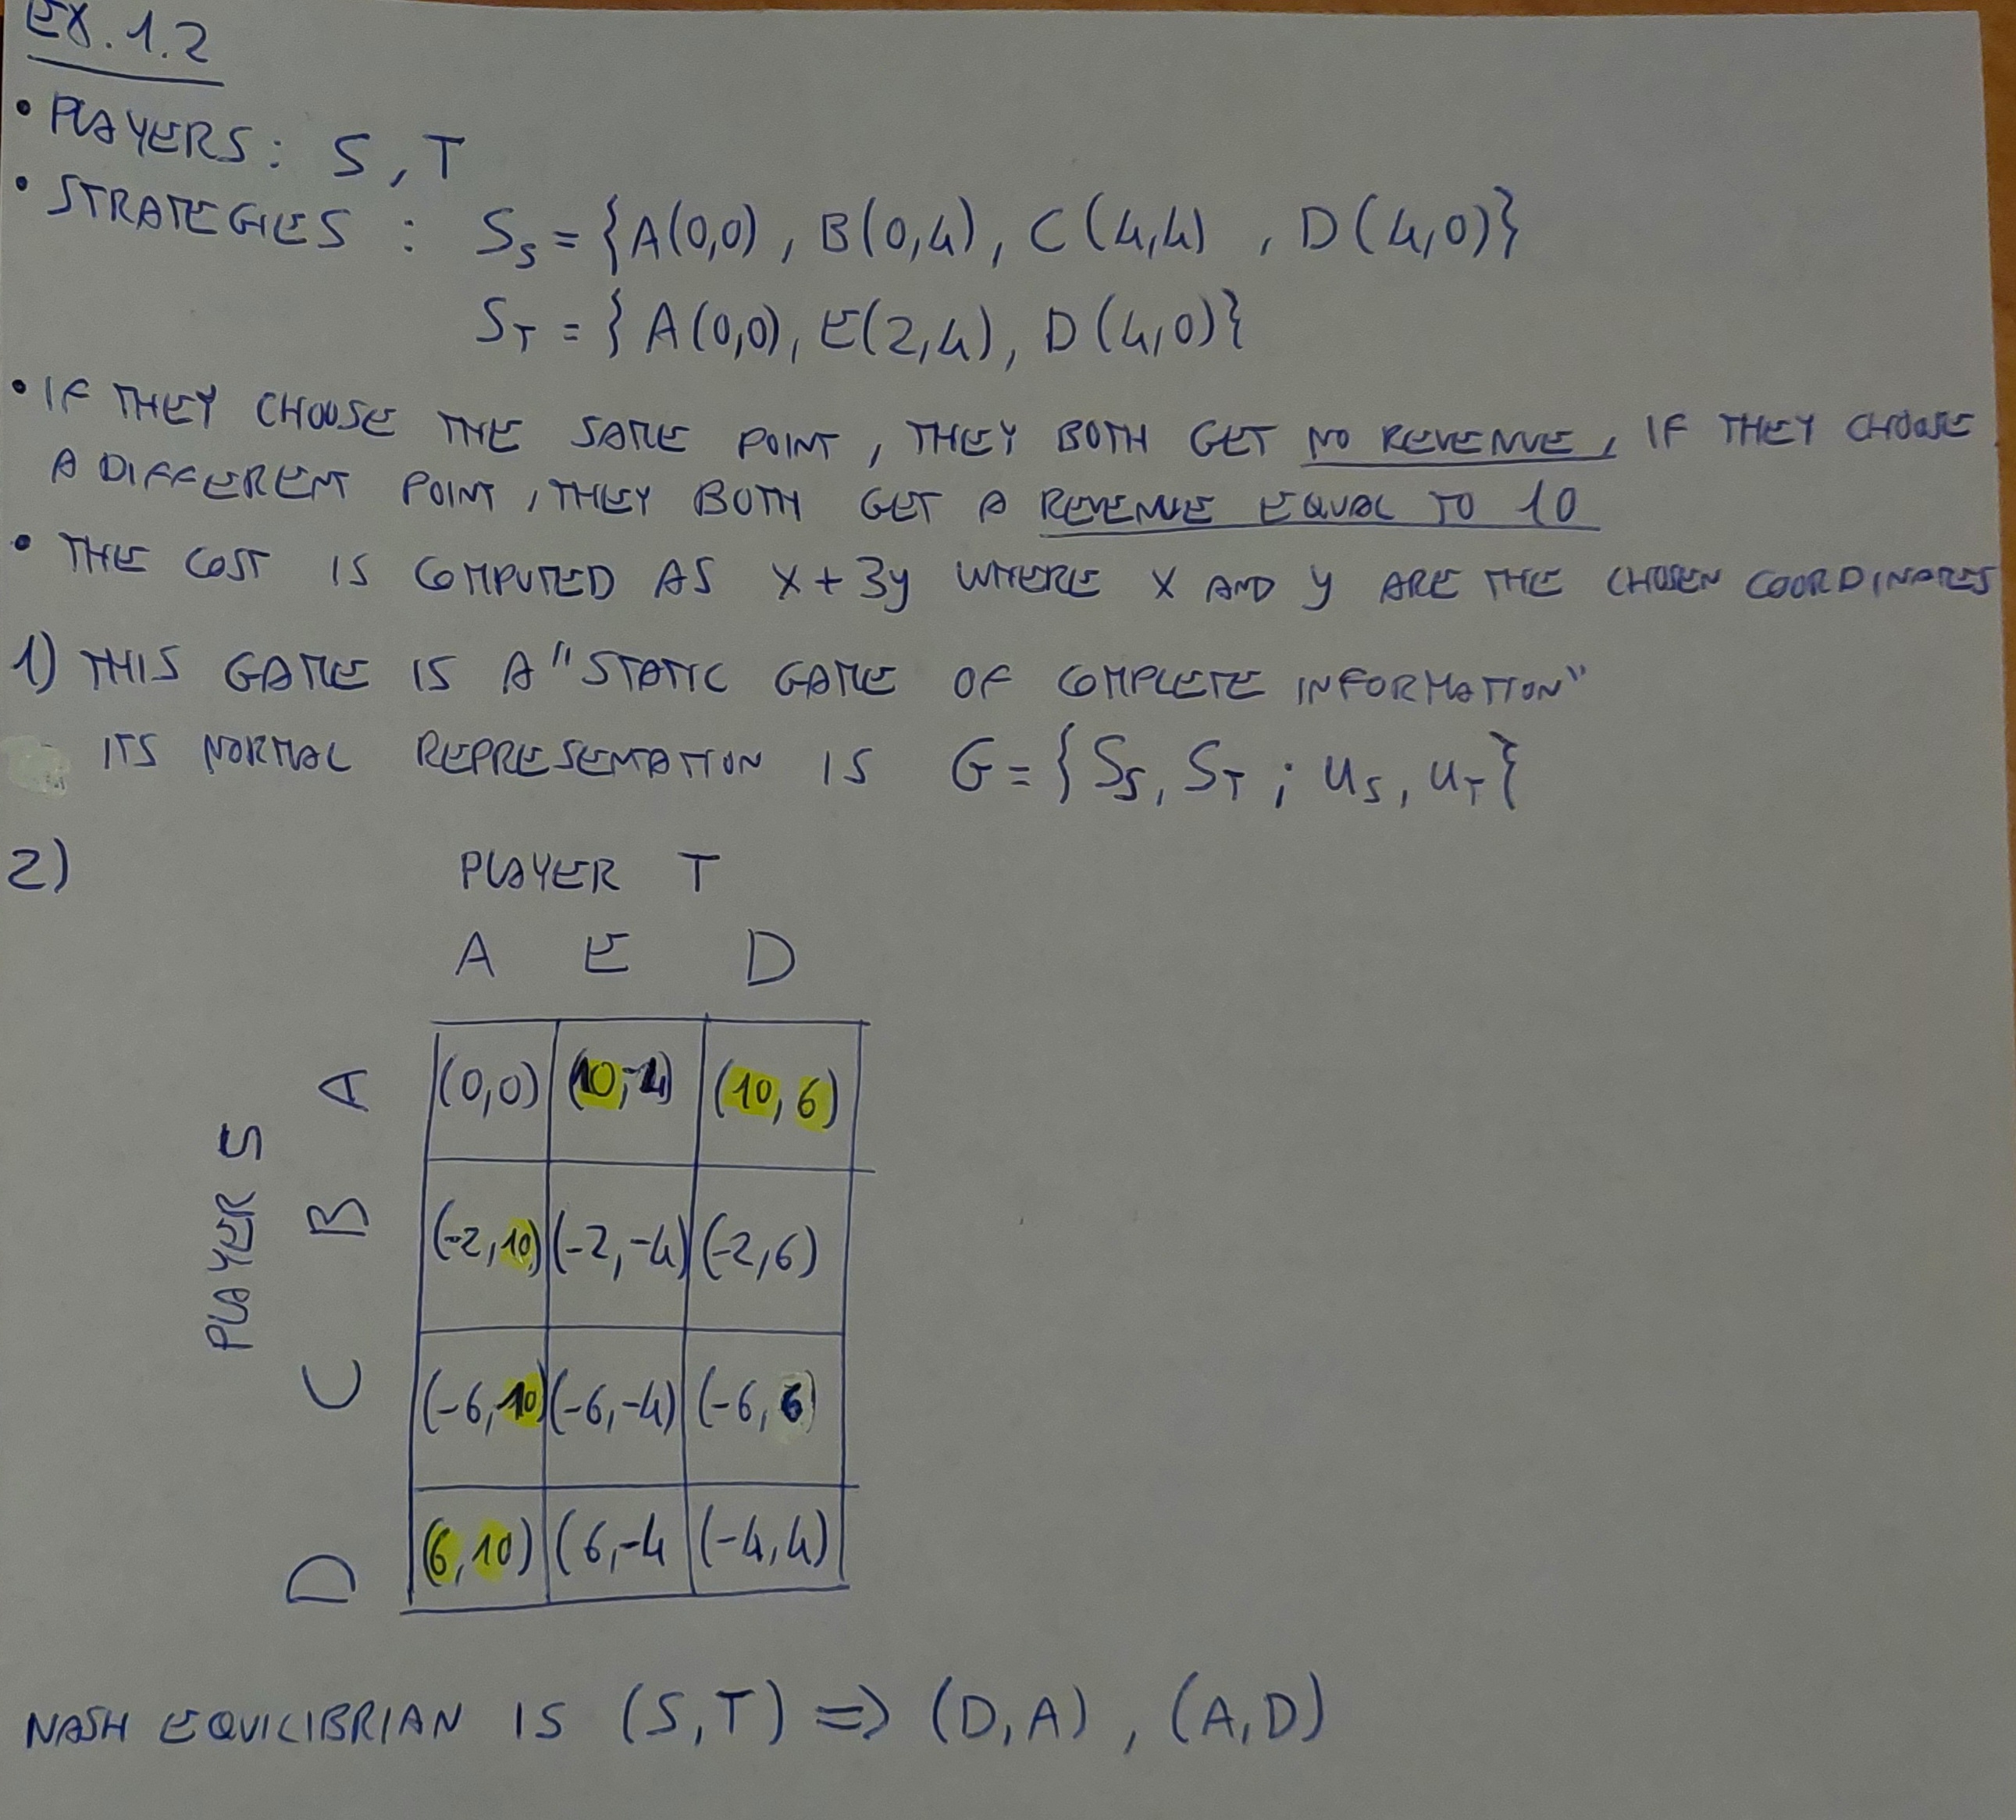 EX. 1.2
• PLAYERS: S, T
• STRATEGIES : S_S = {A(0,0), B(0,4), C(4,4), D(4,0)}
S_T = {A(0,0), E(2,4), D(4,0)}
• IF THEY CHOOSE THE SAME POINT, THEY BOTH GET NO REVENUE, IF THEY CHOOSE
A DIFFERENT POINT, THEY BOTH GET A REVENUE EQUAL TO 10
• THE COST IS COMPUTED AS X + 3y WHERE X AND y ARE THE CHOSEN COORDINATES
1) THIS GAME IS A "STATIC GAME OF COMPLETE INFORMATION"
ITS NORMAL REPRESENTATION IS G = {S_S, S_T ; u_S, u_T}
2) PLAYER T
A E D
PLAYER S
A (0,0) (10,-4) (10,6)
B (-2,10) (-2,-4) (-2,6)
C (-6,10) (-6,-4) (-6,6)
D (6,10) (6,-4 (-4,4)
NASH EQUILIBRIAN IS (S,T) => (D,A), (A,D)